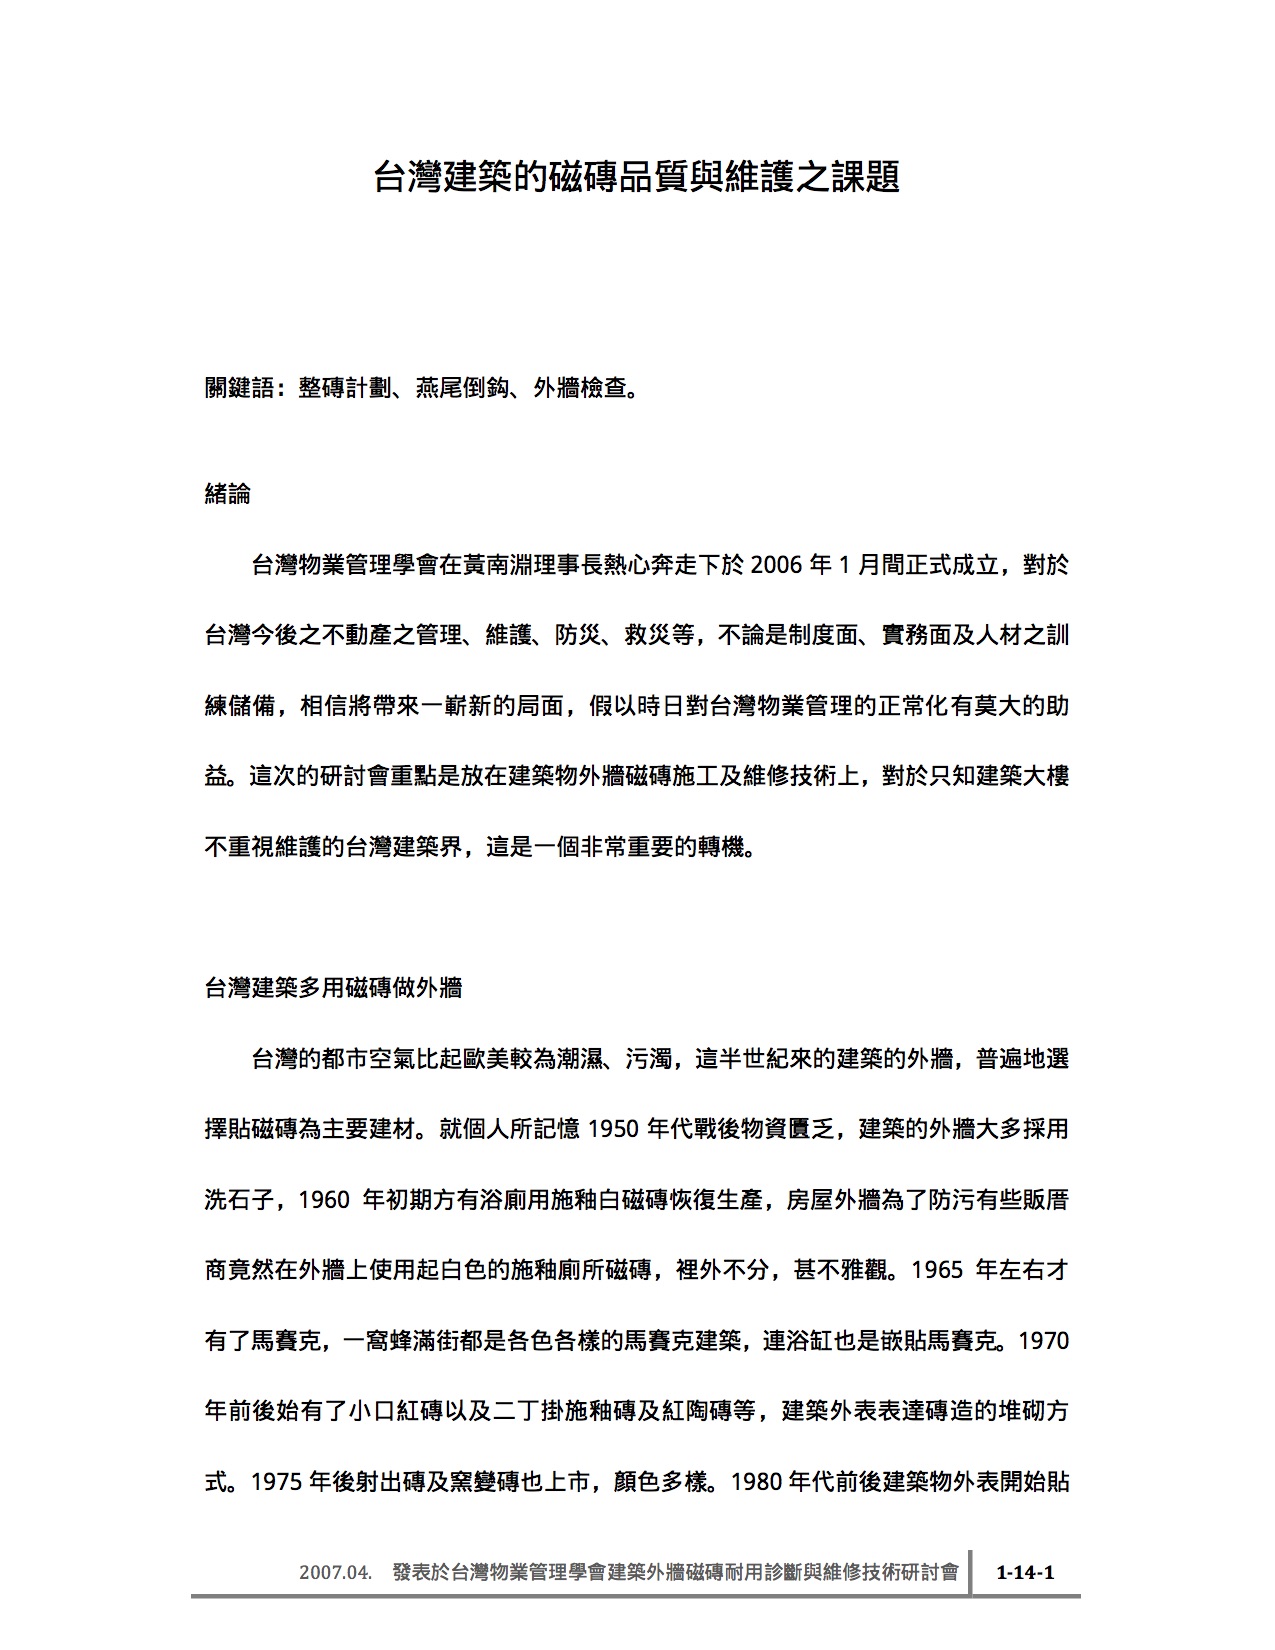 台灣建築的磁磚品質與維護之課題
關鍵語：整磚計劃、燕尾倒鈎、外牆檢查。
緒論
台灣物業管理學會在黃南淵理事長熱心奔走下於 2006 年 1 月間正式成立，對於
台灣今後之不動產之管理、維護、防災、救災等，不論是制度面、實務面及人材之訓
練儲備，相信將帶來一嶄新的局面，假以時日對台灣物業管理的正常化有莫大的助
益。這次的研討會重點是放在建築物外牆磁磚施工及維修技術上，對於只知建築大樓
不重視維護的台灣建築界，這是一個非常重要的轉機。
台灣建築多用磁磚做外牆
台灣的都市空氣比起歐美較為潮濕、污濁，這半世紀來的建築的外牆，普遍地選
擇貼磁磚為主要建材。就個人所記憶 1950 年代戰後物資匱乏，建築的外牆大多採用
洗石子，1960 年初期方有浴廁用施釉白磁磚恢復生產，房屋外牆為了防污有些販厝
商竟然在外牆上使用起白色的施釉廁所磁磚，裡外不分，甚不雅觀。1965 年左右才
有了馬賽克，一窩蜂滿街都是各色各樣的馬賽克建築，連浴缸也是嵌貼馬賽克。1970
年前後始有了小口紅磚以及二丁掛施釉磚及紅陶磚等，建築外表表達磚造的堆砌方
式。1975 年後射出磚及窯變磚也上市，顏色多樣。1980 年代前後建築物外表開始貼
2007.04. 發表於台灣物業管理學會建築外牆磁磚耐用診斷與維修技術研討會 1-14-1